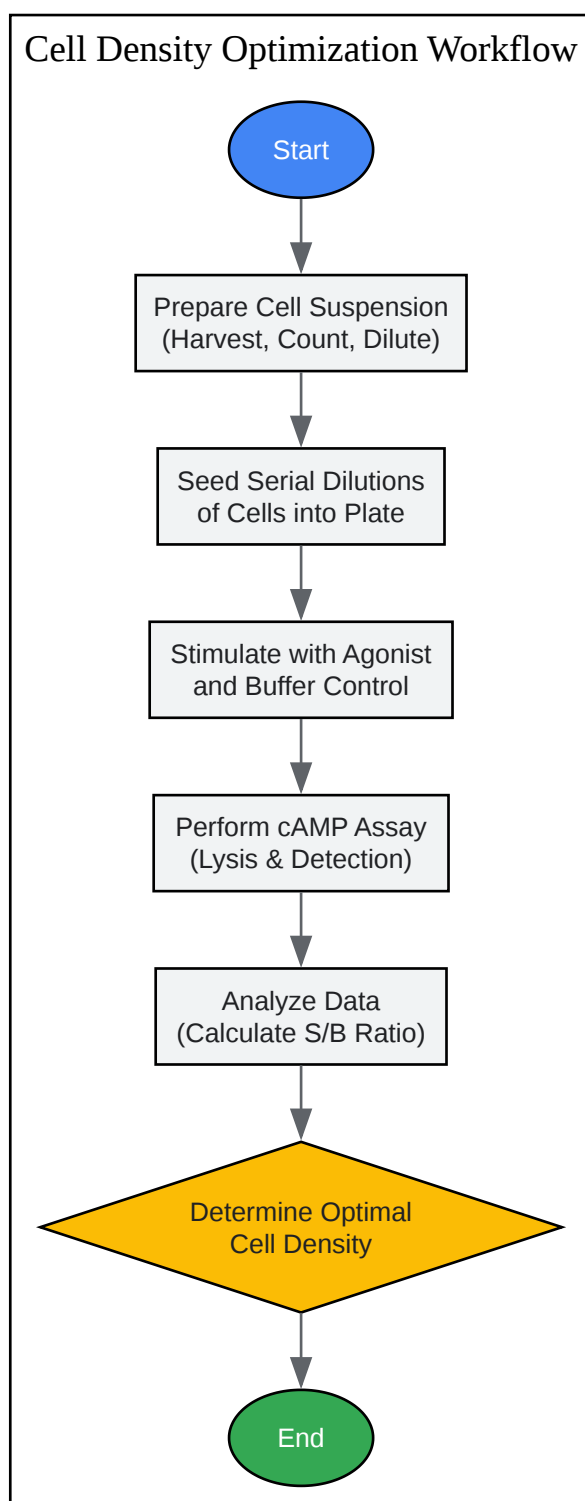 Cell Density Optimization Workflow
Start
Prepare Cell Suspension
(Harvest, Count, Dilute)
Seed Serial Dilutions
of Cells into Plate
Stimulate with Agonist
and Buffer Control
Perform cAMP Assay
(Lysis & Detection)
Analyze Data
(Calculate S/B Ratio)
Determine Optimal
Cell Density
End